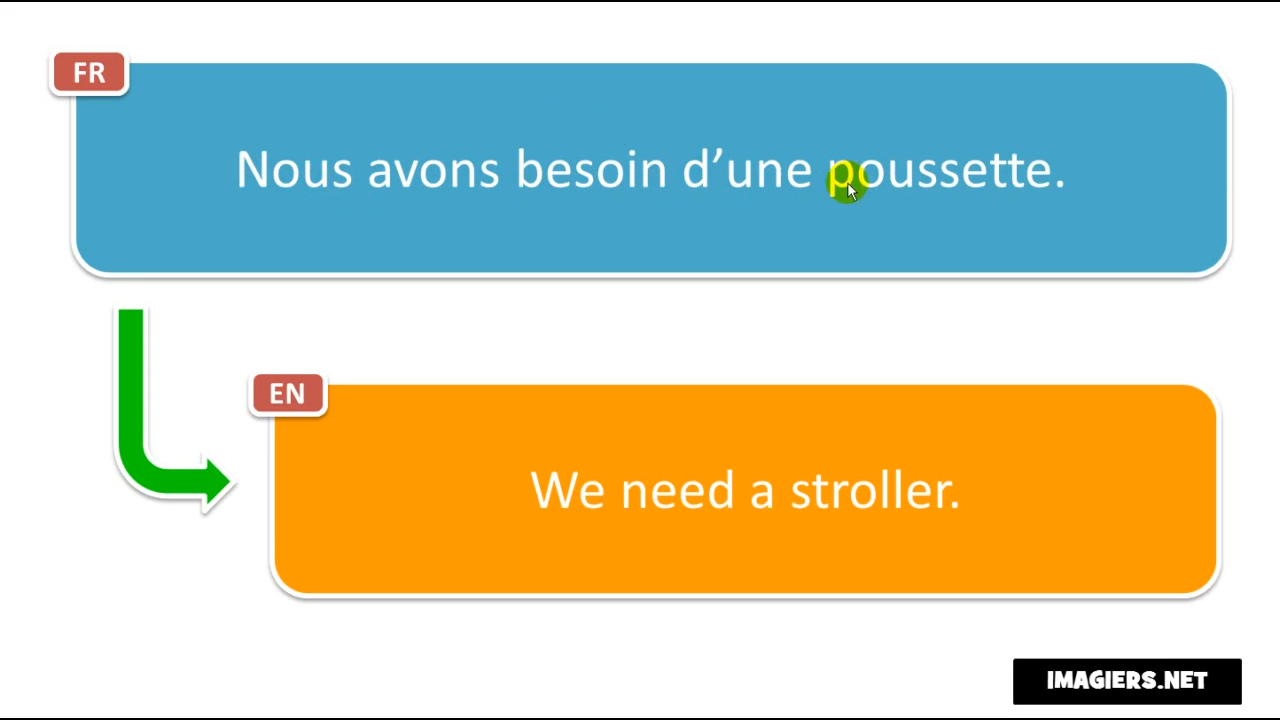 FR
Nous avons besoin d’une poussette.
EN
We need a stroller.
IMAGIERS.NET